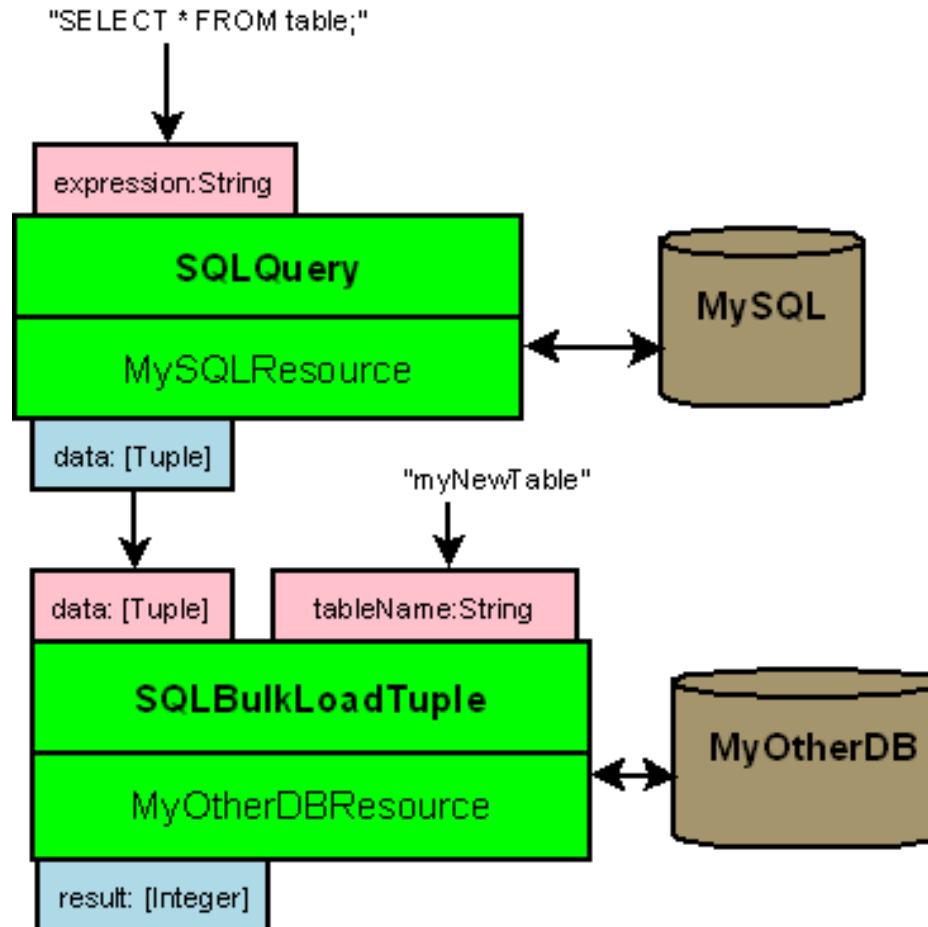 "SELECT * FROM table;"
expression:String
SQLQuery
MySQL
MySQLResource
data: [Tuple]
"myNewTable"
data: [Tuple]
tableName:String
SQLBulkLoadTuple
MyOtherDB
MyOtherDBResource
result: [Integer]